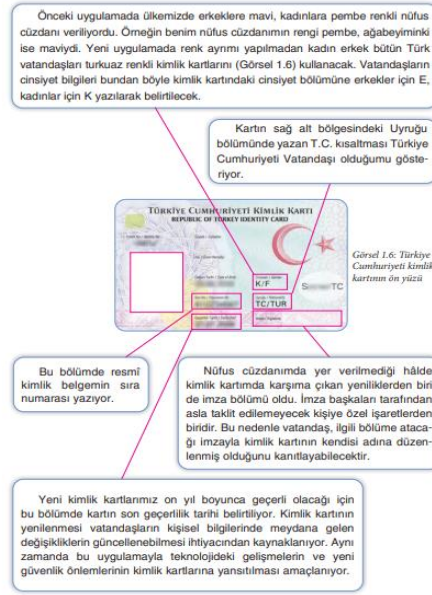 Önceki uygulamada ülkemizde erkeklere mavi, kadınlara pembe renkli nüfus
cüzdanı veriliyordu. Örneğin benim nüfus cüzdanımın rengi pembe, ağabeyiminki
ise maviydi. Yeni uygulamada renk ayrımı yapılmadan kadın erkek bütün Türk
vatandaşları turkuaz renkli kimlik kartlarını (Görsel 1.6) kullanacak. Vatandaşların
cinsiyet bilgileri bundan böyle kimlik kartındaki cinsiyet bölümüne erkekler için E,
kadınlar için K yazılarak belirtilecek.
Kartın sağ alt bölgesindeki Uyruğu
bölümünde yazan T.C. kısaltması Türkiye
Cumhuriyeti Vatandaşı olduğumu göste-
riyor.
TÜRKİYE CUMHURİYETİ KİMLİK KARTI
REPUBLIC OF TURKEY IDENTITY CARD
K/F
TC/TUR
Görsel 1.6: Türkiye
Cumhuriyeti kimlik
kartının ön yüzü
Bu bölümde resmî
kimlik belgemin sıra
numarası yazıyor.
Nüfus cüzdanımda yer verilmediği hâlde
kimlik kartımda karşıma çıkan yeniliklerden biri
de imza bölümü oldu. İmza başkaları tarafından
asla taklit edilemeyecek kişiye özel işaretlerden
biridir. Bu nedenle vatandaş, ilgili bölüme ataca-
ğı imzayla kimlik kartının kendisi adına düzen-
lenmiş olduğunu kanıtlayabilecektir.
Yeni kimlik kartlarımız on yıl boyunca geçerli olacağı için
bu bölümde kartın son geçerlilik tarihi belirtiliyor. Kimlik kartının
yenilenmesi vatandaşların kişisel bilgilerinde meydana gelen
değişikliklerin güncellenebilmesi ihtiyacından kaynaklanıyor. Aynı
zamanda bu uygulamayla teknolojideki gelişmelerin ve yeni
güvenlik önlemlerinin kimlik kartlarına yansıtılması amaçlanıyor.